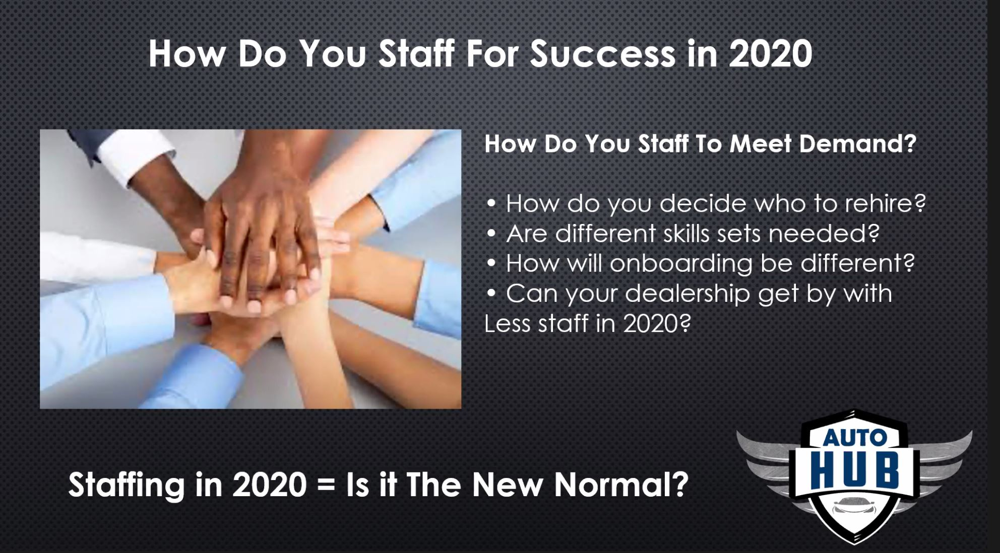 How Do You Staff For Success in 2020
How Do You Staff To Meet Demand?
• How do you decide who to rehire?
• Are different skills sets needed?
• How will onboarding be different?
• Can your dealership get by with
Less staff in 2020?
Staffing in 2020 = Is it The New Normal?
AUTO
HUB